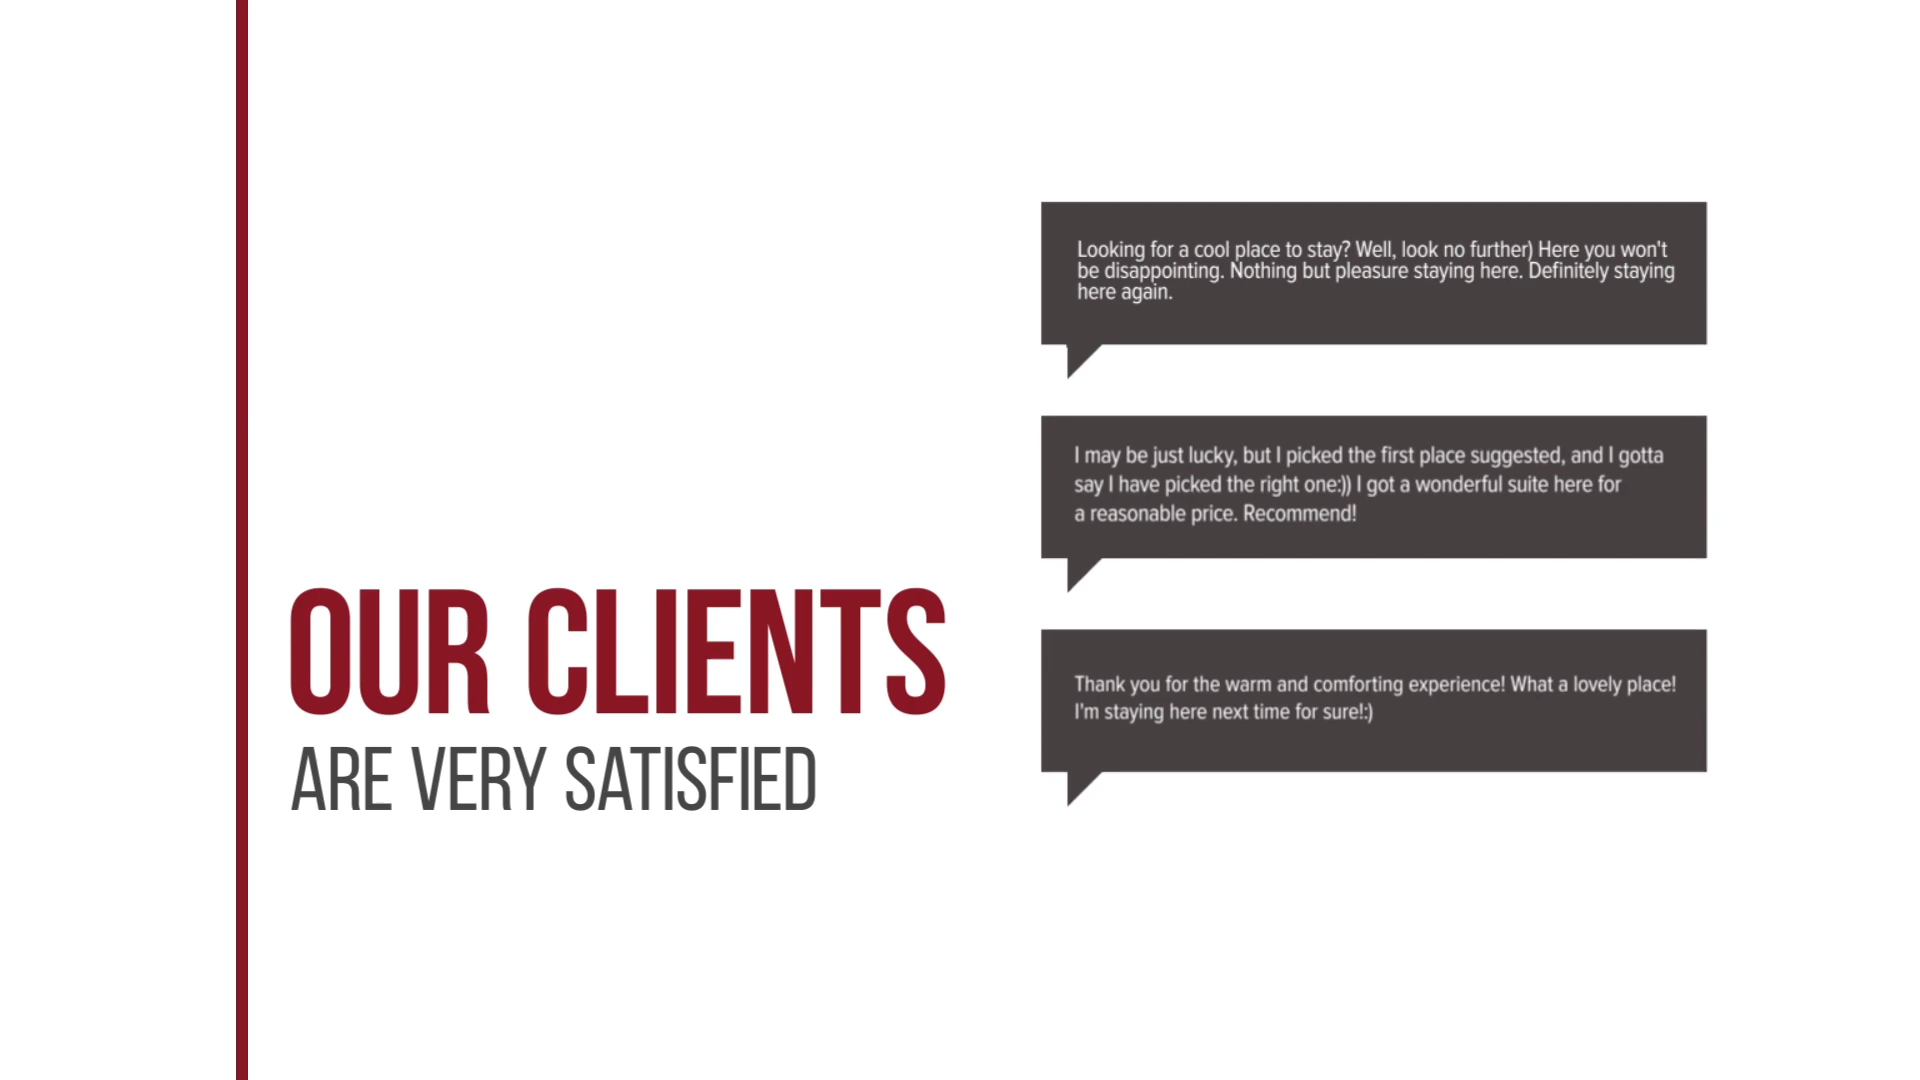 OUR CLIENTS
ARE VERY SATISFIED
Looking for a cool place to stay? Well, look no further) Here you won't
be disappointing. Nothing but pleasure staying here. Definitely staying
here again.
I may be just lucky, but I picked the first place suggested, and I gotta
say I have picked the right one:)) I got a wonderful suite here for
a reasonable price. Recommend!
Thank you for the warm and comforting experience! What a lovely place!
I'm staying here next time for sure!:)